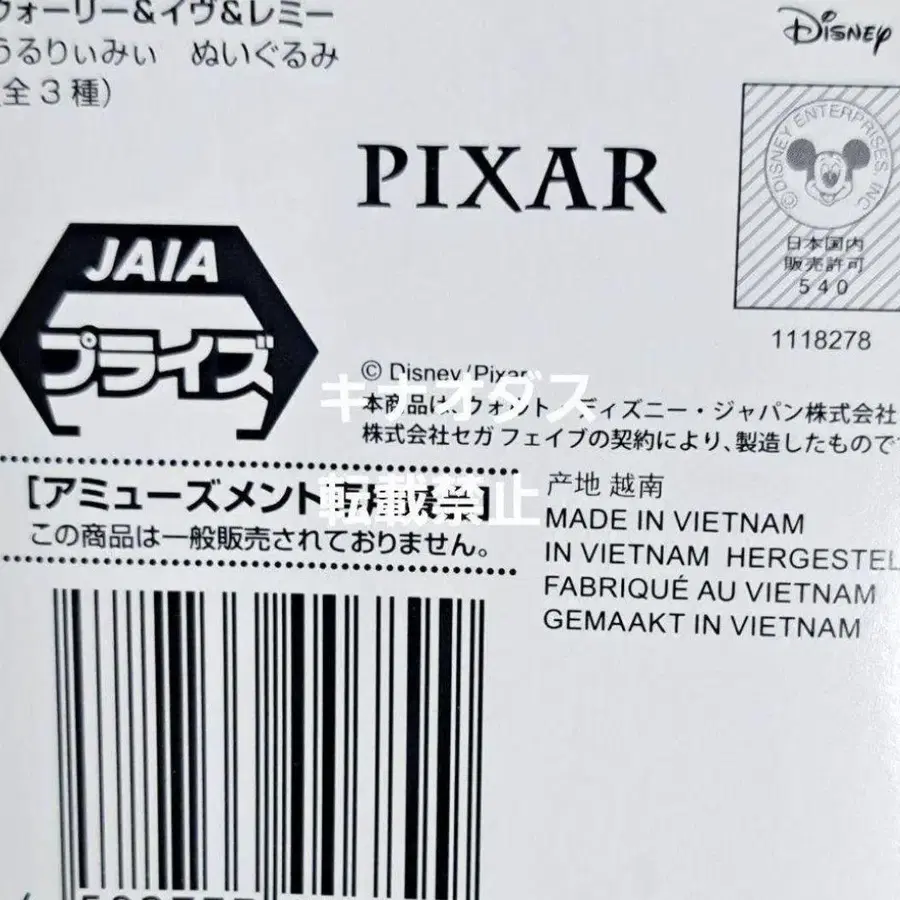 ウォーリー&イヴ&レミー
うるりぃみぃ ぬいぐるみ
(全3種)
Disney
PIXAR
©DISNEY ENTERPRISES, INC
日本国内
販売許可
540
1118278
JAIA
プライズ
© Disney/Pixar
キナオダス
本商品は、ウォルト・ディズニー・ジャパン株式会社
株式会社セガ フェイブの契約により、製造したもので
[アミューズメント専用景品]
転載禁止
この商品は一般販売されておりません。
产地 越南
MADE IN VIETNAM
IN VIETNAM HERGESTEL
FABRIQUÉ AU VIETNAM
GEMAAKT IN VIETNAM